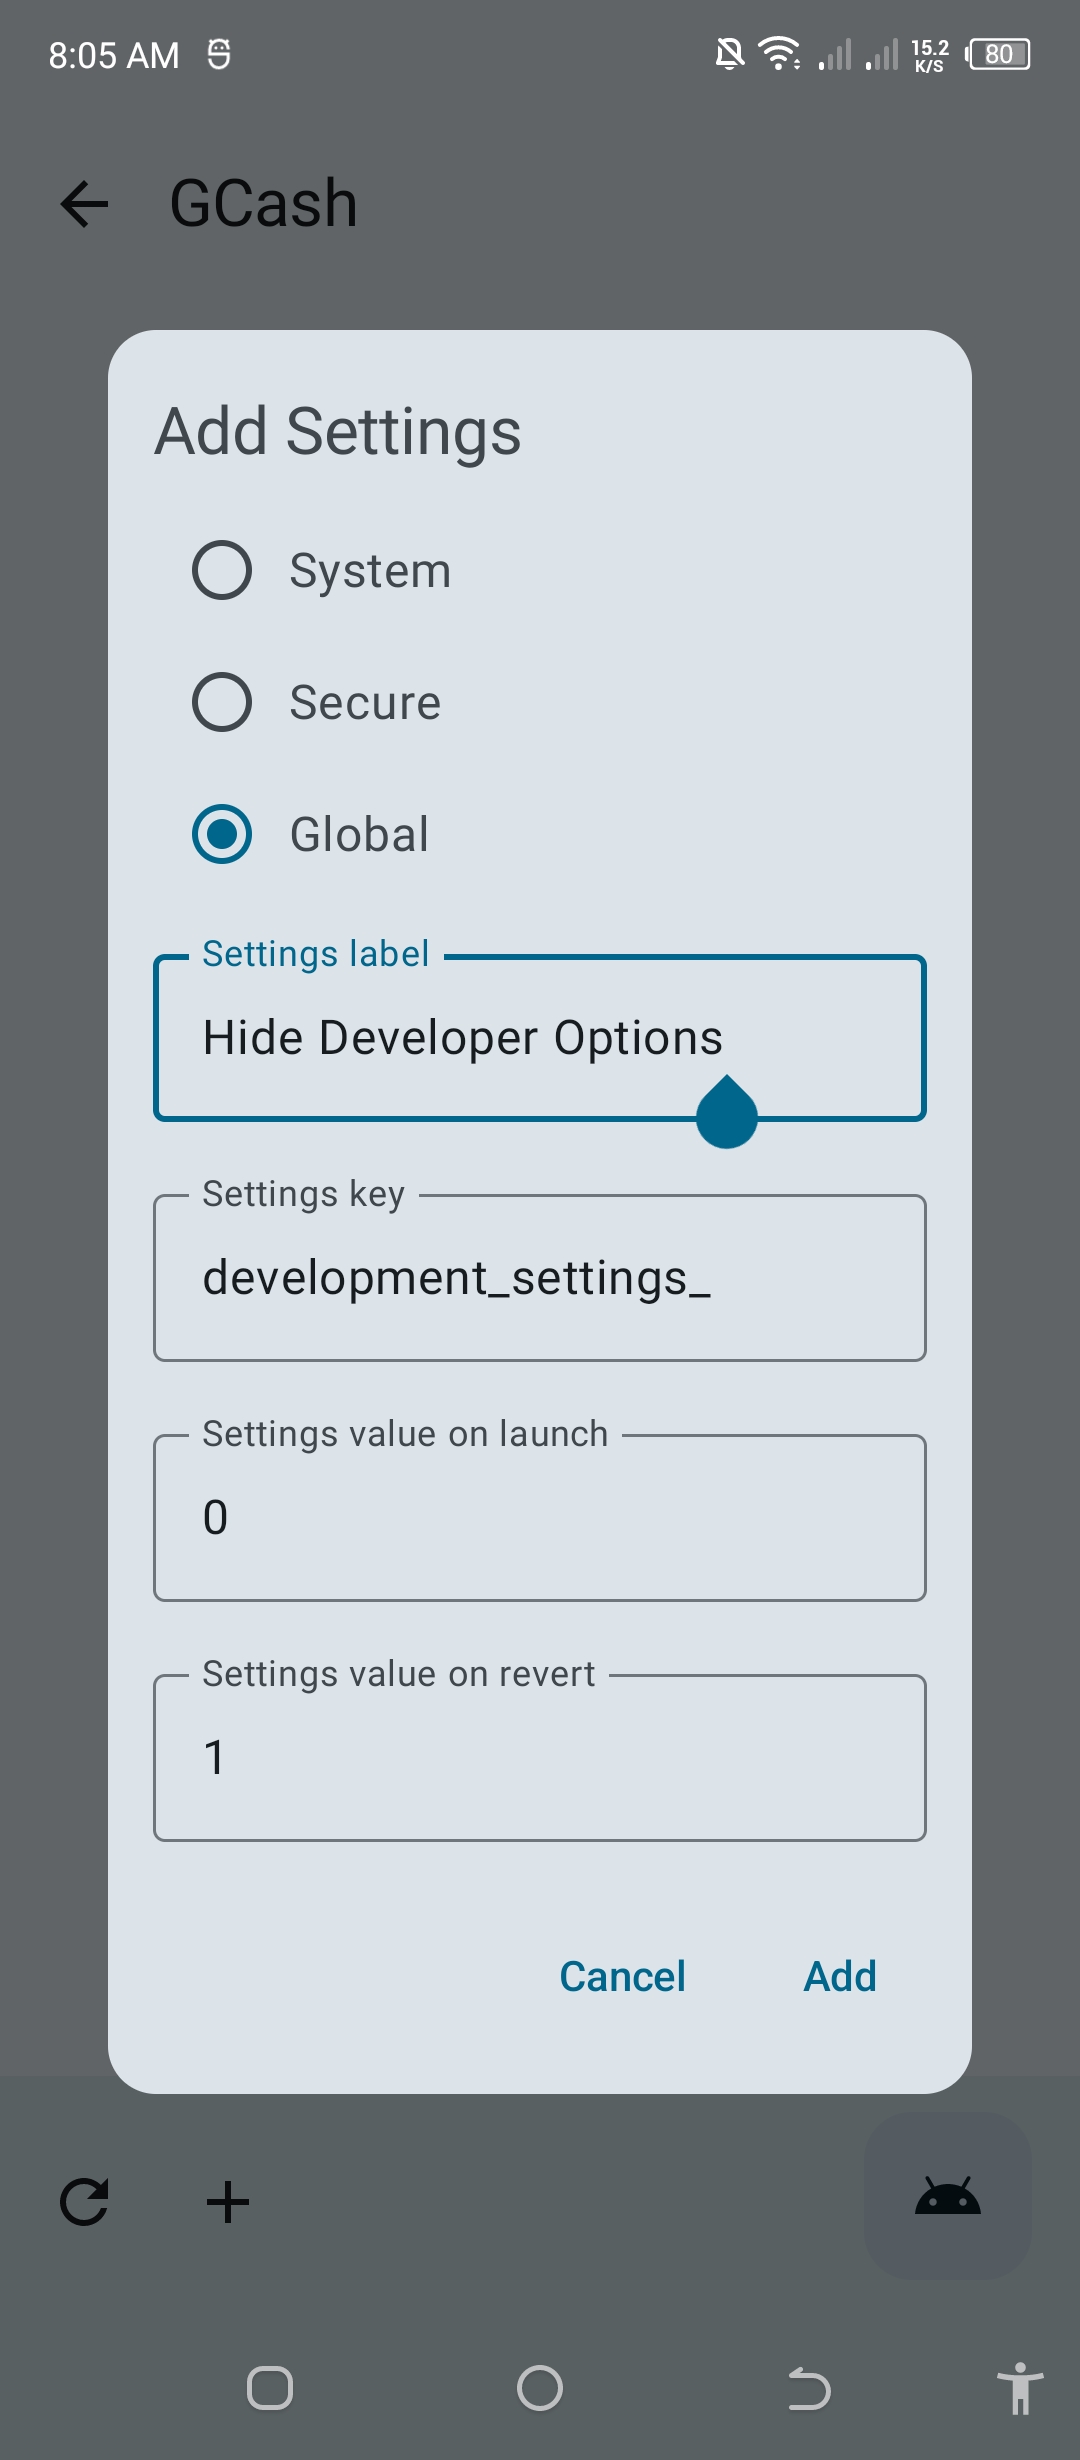 8:05 AM
15.2
K/S
80
GCash
Add Settings
System
Secure
Global
Settings label
Hide Developer Options
Settings key
development_settings_
Settings value on launch
0
Settings value on revert
1
Cancel
Add